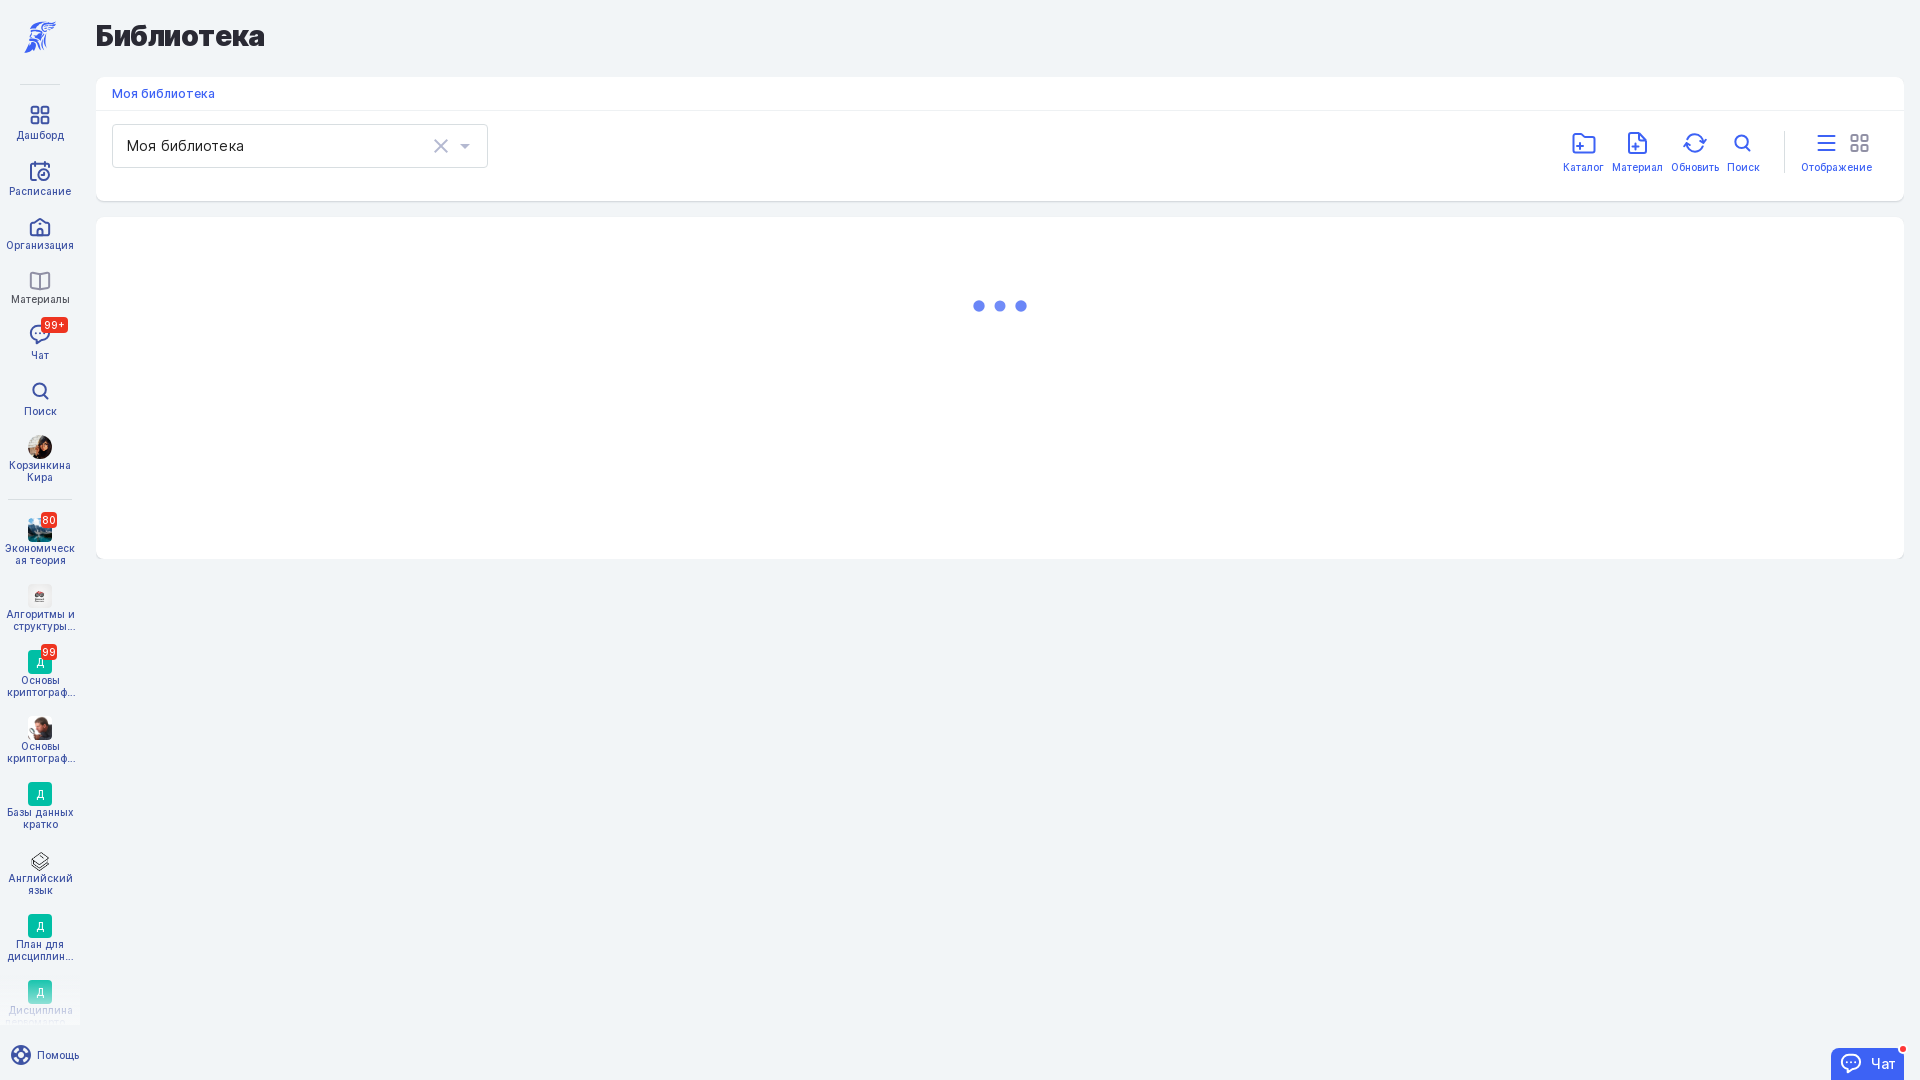 Библиотека
Моя библиотека
Моя библиотека
Каталог
Материал
Обновить
Поиск
Отображение
Дашборд
Расписание
Организация
Материалы
99+
Чат
Поиск
Корзинкина
Кира
80
Экономическ
ая теория
Алгоритмы и
структуры...
99
Д
Основы
криптограф...
Основы
криптограф...
Д
Базы данных
кратко
Английский
язык
Д
План для
дисциплин...
Д
Дисциплина
Помощь
Чат